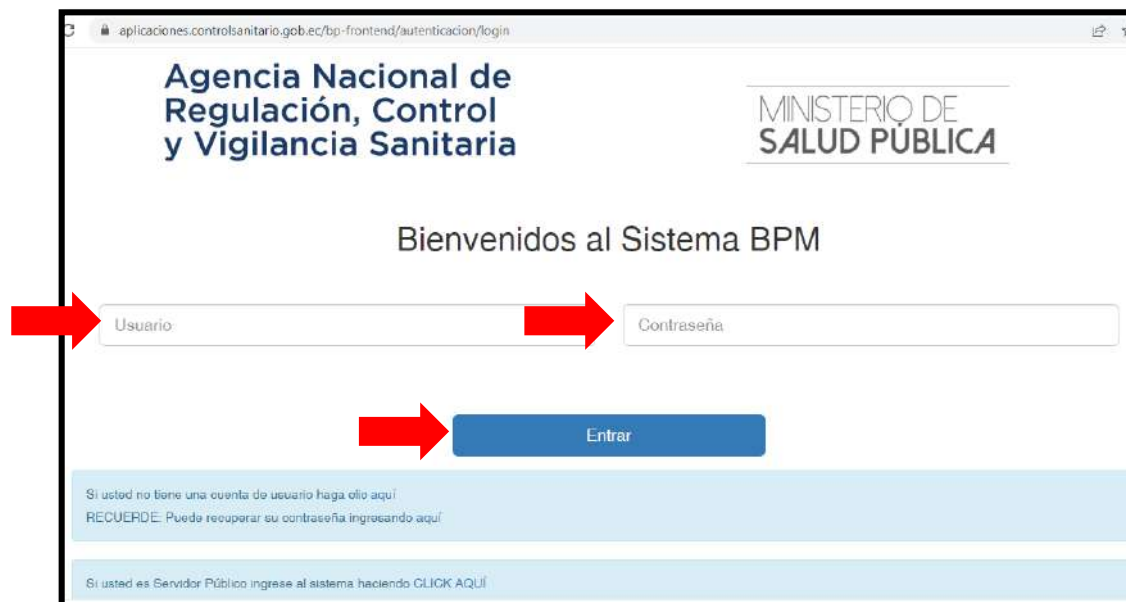 aplicaciones.controlsanitario.gob.ec/bp-frontend/autenticacion/login
Agencia Nacional de
Regulación, Control
y Vigilancia Sanitaria
MINISTERIO DE
SALUD PÚBLICA
Bienvenidos al Sistema BPM
Usuario
Contraseña
Entrar
Si usted no tiene una cuenta de usuario haga clic aquí
RECUERDE: Puede recuperar su contraseña ingresando aquí
Si usted es Servidor Público ingrese al sistema haciendo CLICK AQUÍ